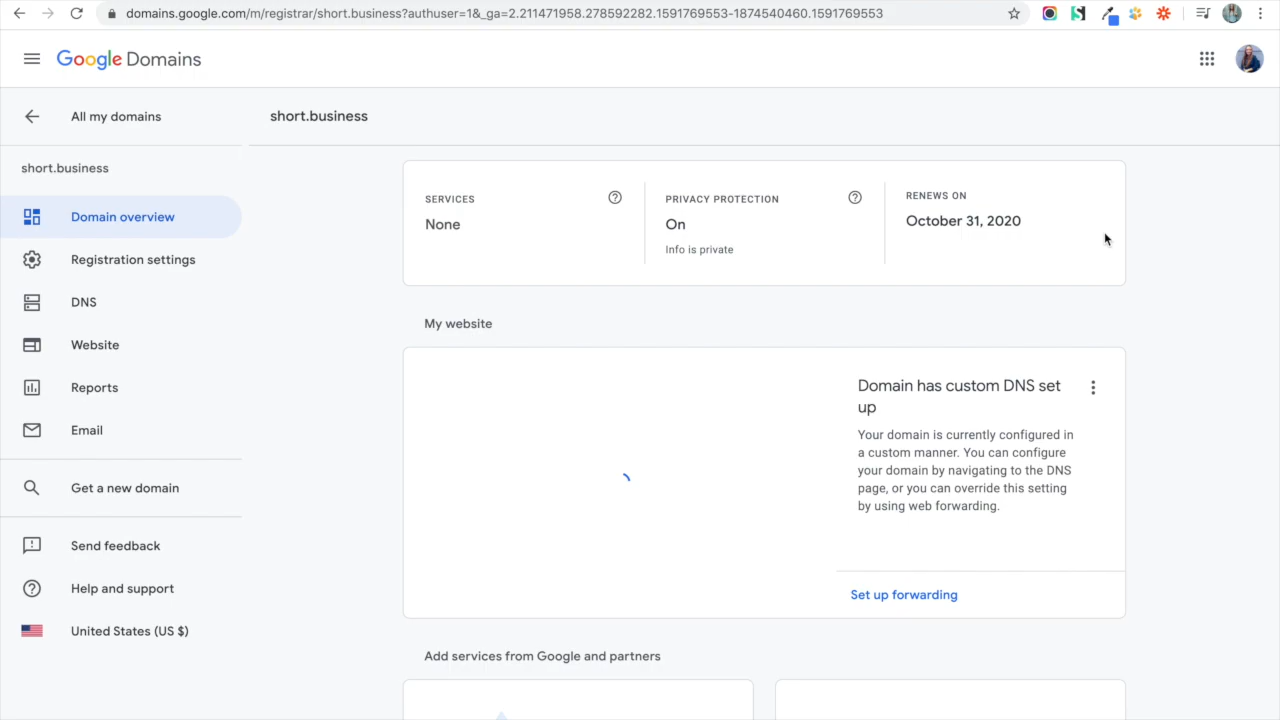 domains.google.com/m/registrar/short.business?authuser=1&_ga=2.211471958.278592282.1591769553-1874540460.1591769553
Google Domains
All my domains
short.business
short.business
Domain overview
Registration settings
DNS
Website
Reports
Email
Get a new domain
Send feedback
Help and support
United States (US $)
SERVICES
None
PRIVACY PROTECTION
On
Info is private
RENEWS ON
October 31, 2020
My website
Domain has custom DNS set
up
Your domain is currently configured in
a custom manner. You can configure
your domain by navigating to the DNS
page, or you can override this setting
by using web forwarding.
Set up forwarding
Add services from Google and partners